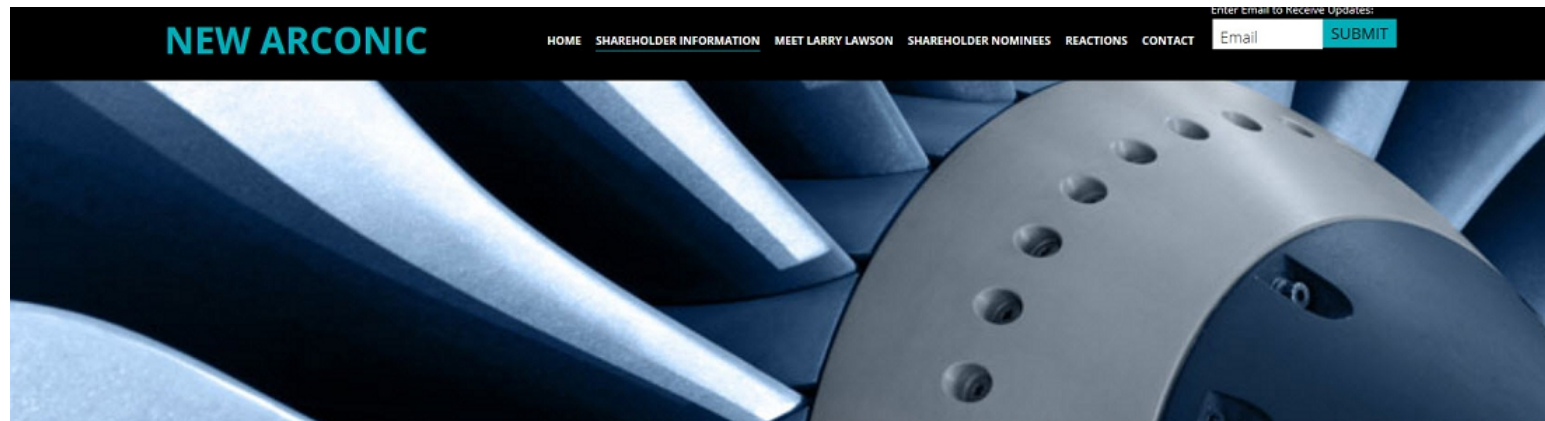 Enter Email to Receive Updates:
NEW ARCONIC
HOME SHAREHOLDER INFORMATION MEET LARRY LAWSON SHAREHOLDER NOMINEES REACTIONS CONTACT
Email SUBMIT